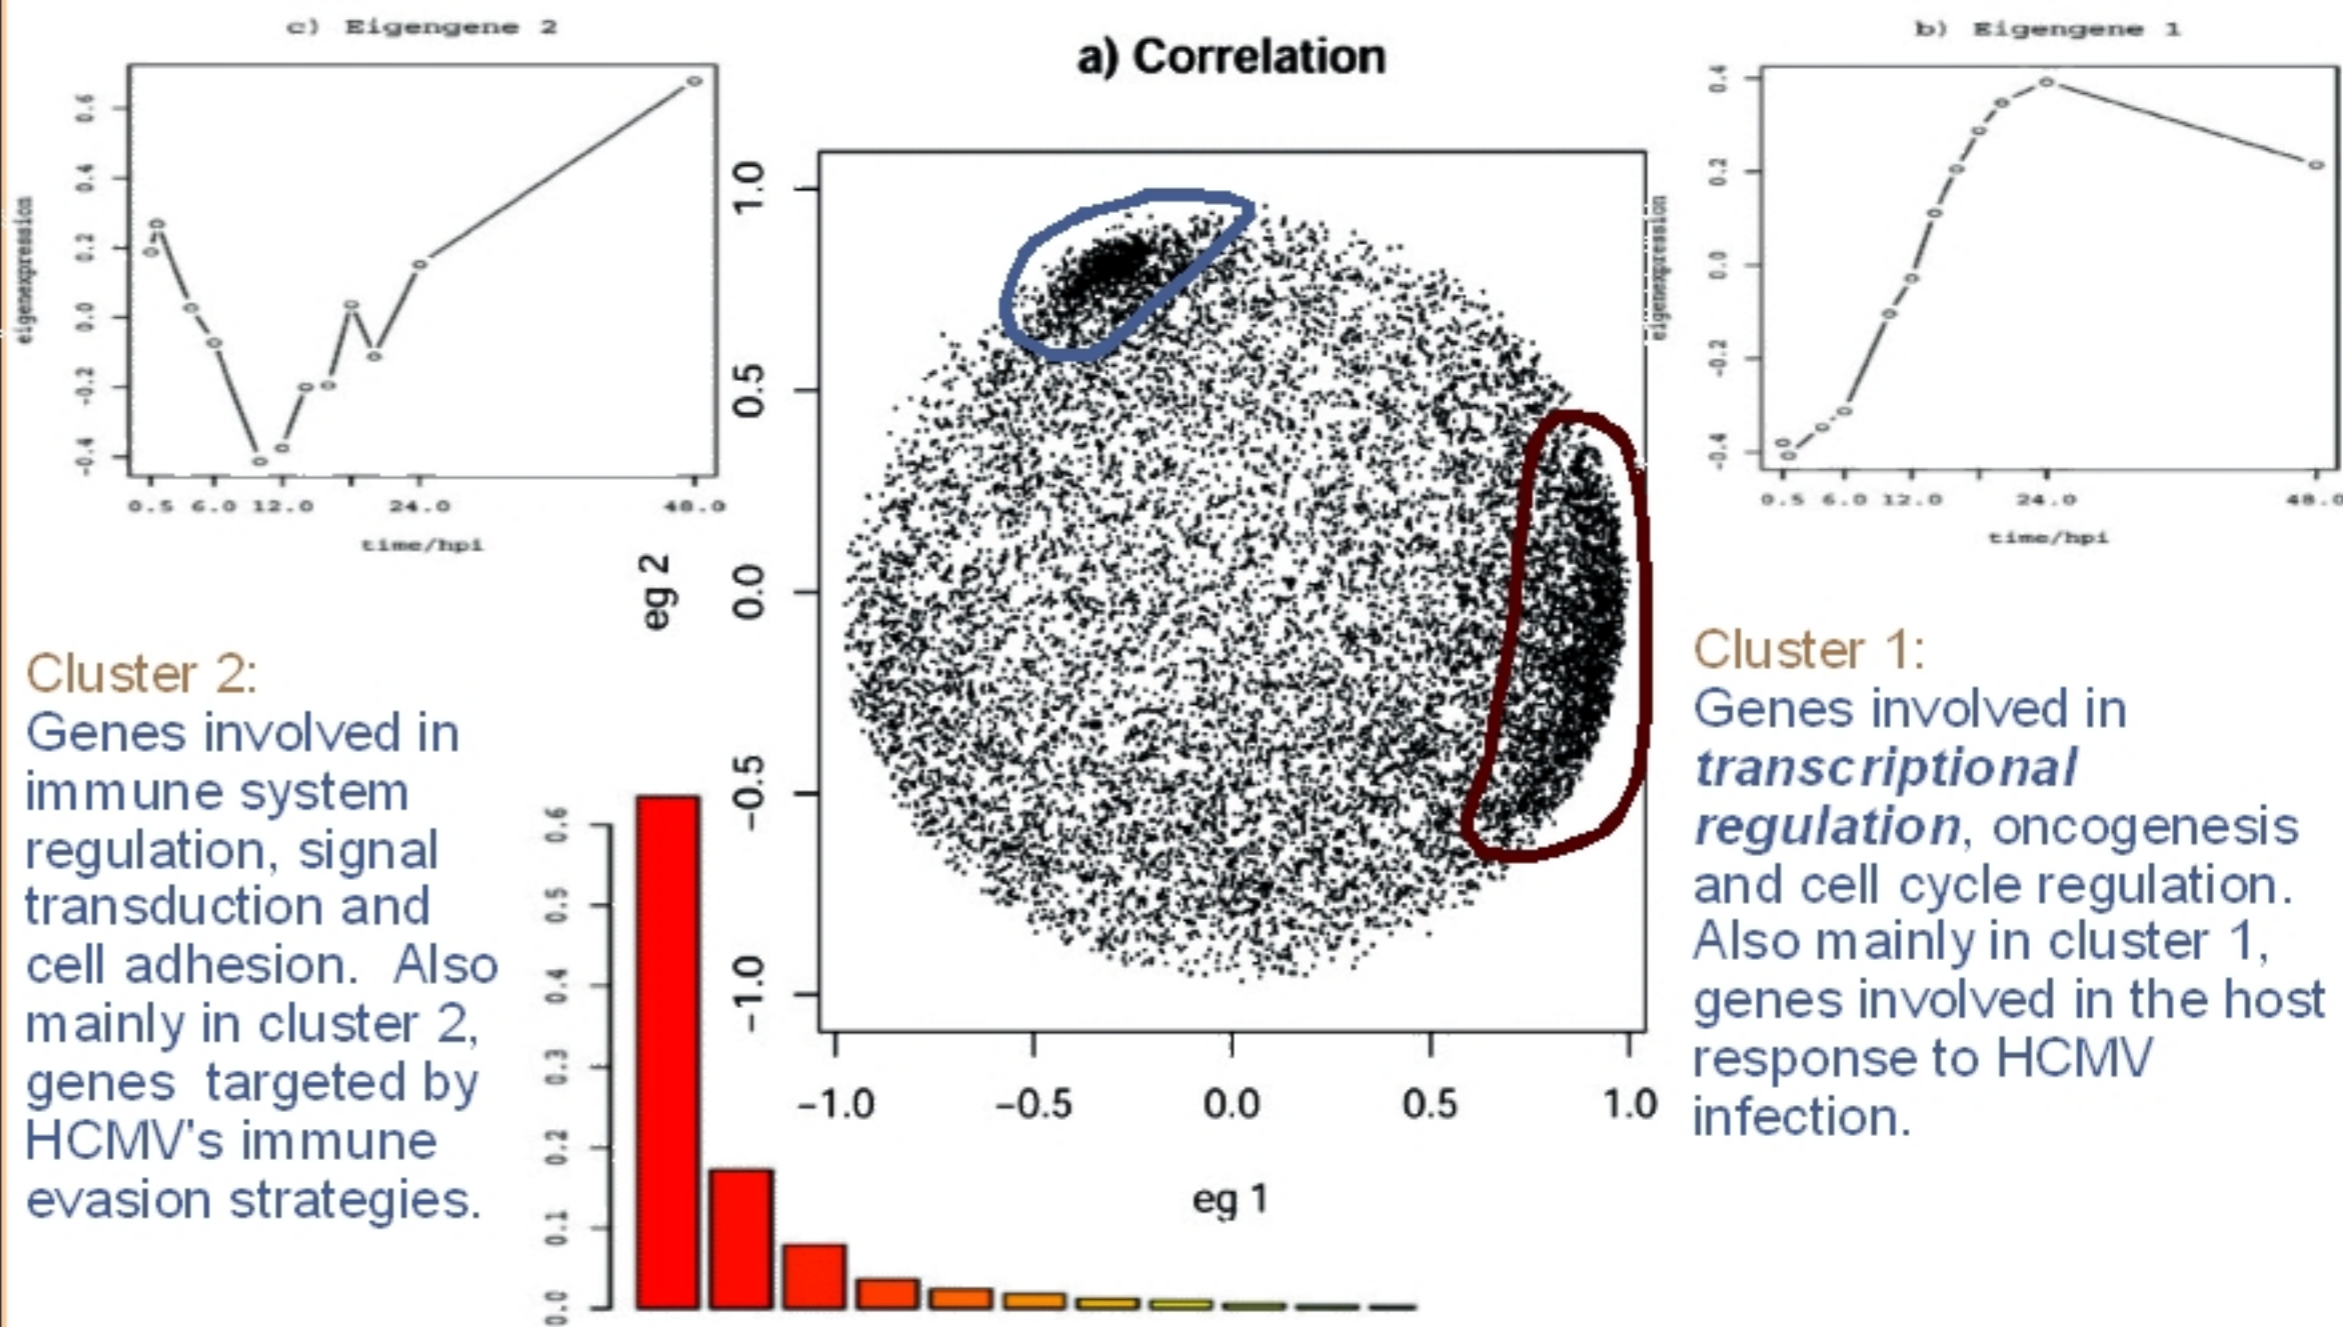 c) Eigengene 2
eigenexpression
0.6
0.4
0.2
0.0
-0.2
-0.4
0.5 6.0 12.0 24.0 48.0
time/hpi
a) Correlation
eg 2
1.0
0.5
0.0
−0.5
−1.0
−1.0 −0.5 0.0 0.5 1.0
eg 1
b) Eigengene 1
eigenexpression
0.4
0.2
0.0
-0.2
-0.4
0.5 6.0 12.0 24.0 48.0
time/hpi
Cluster 2:
Genes involved in
immune system
regulation, signal
transduction and
cell adhesion. Also
mainly in cluster 2,
genes targeted by
HCMV's immune
evasion strategies.
0.6
0.5
0.4
0.3
0.2
0.1
0.0
Cluster 1:
Genes involved in
transcriptional
regulation, oncogenesis
and cell cycle regulation.
Also mainly in cluster 1,
genes involved in the host
response to HCMV
infection.